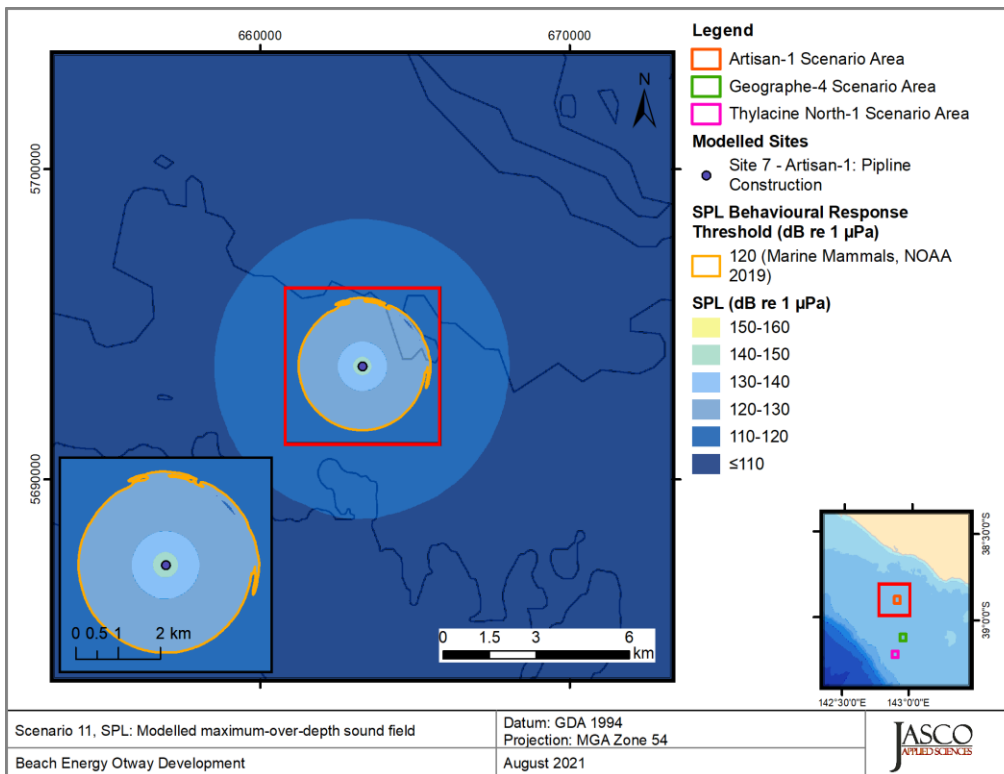 660000
670000
5700000
5690000
N
0 0.5 1 2 km
0 1.5 3 6
km
Legend
Artisan-1 Scenario Area
Geographe-4 Scenario Area
Thylacine North-1 Scenario Area
Modelled Sites
Site 7 - Artisan-1: Pipline
Construction
SPL Behavioural Response
Threshold (dB re 1 µPa)
120 (Marine Mammals, NOAA
2019)
SPL (dB re 1 µPa)
150-160
140-150
130-140
120-130
110-120
≤110
38°30'0"S
39°0'0"S
142°30'0"E
143°0'0"E
Scenario 11, SPL: Modelled maximum-over-depth sound field
Datum: GDA 1994
Projection: MGA Zone 54
Beach Energy Otway Development
August 2021
JASCO
APPLIED SCIENCES